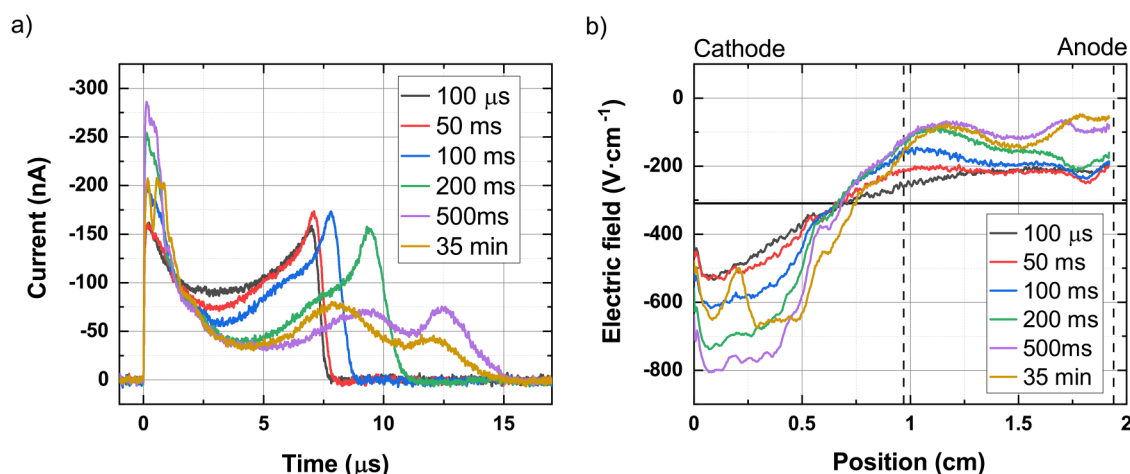 a)
-300
-250
-200
-150
-100
-50
0
Current (nA)
0
5
10
15
Time (μs)
100 μs
50 ms
100 ms
200 ms
500ms
35 min
b)
Cathode
Anode
0
-200
-400
-600
-800
Electric field (V·cm⁻¹)
0
0.5
1
1.5
2
Position (cm)
100 μs
50 ms
100 ms
200 ms
500ms
35 min